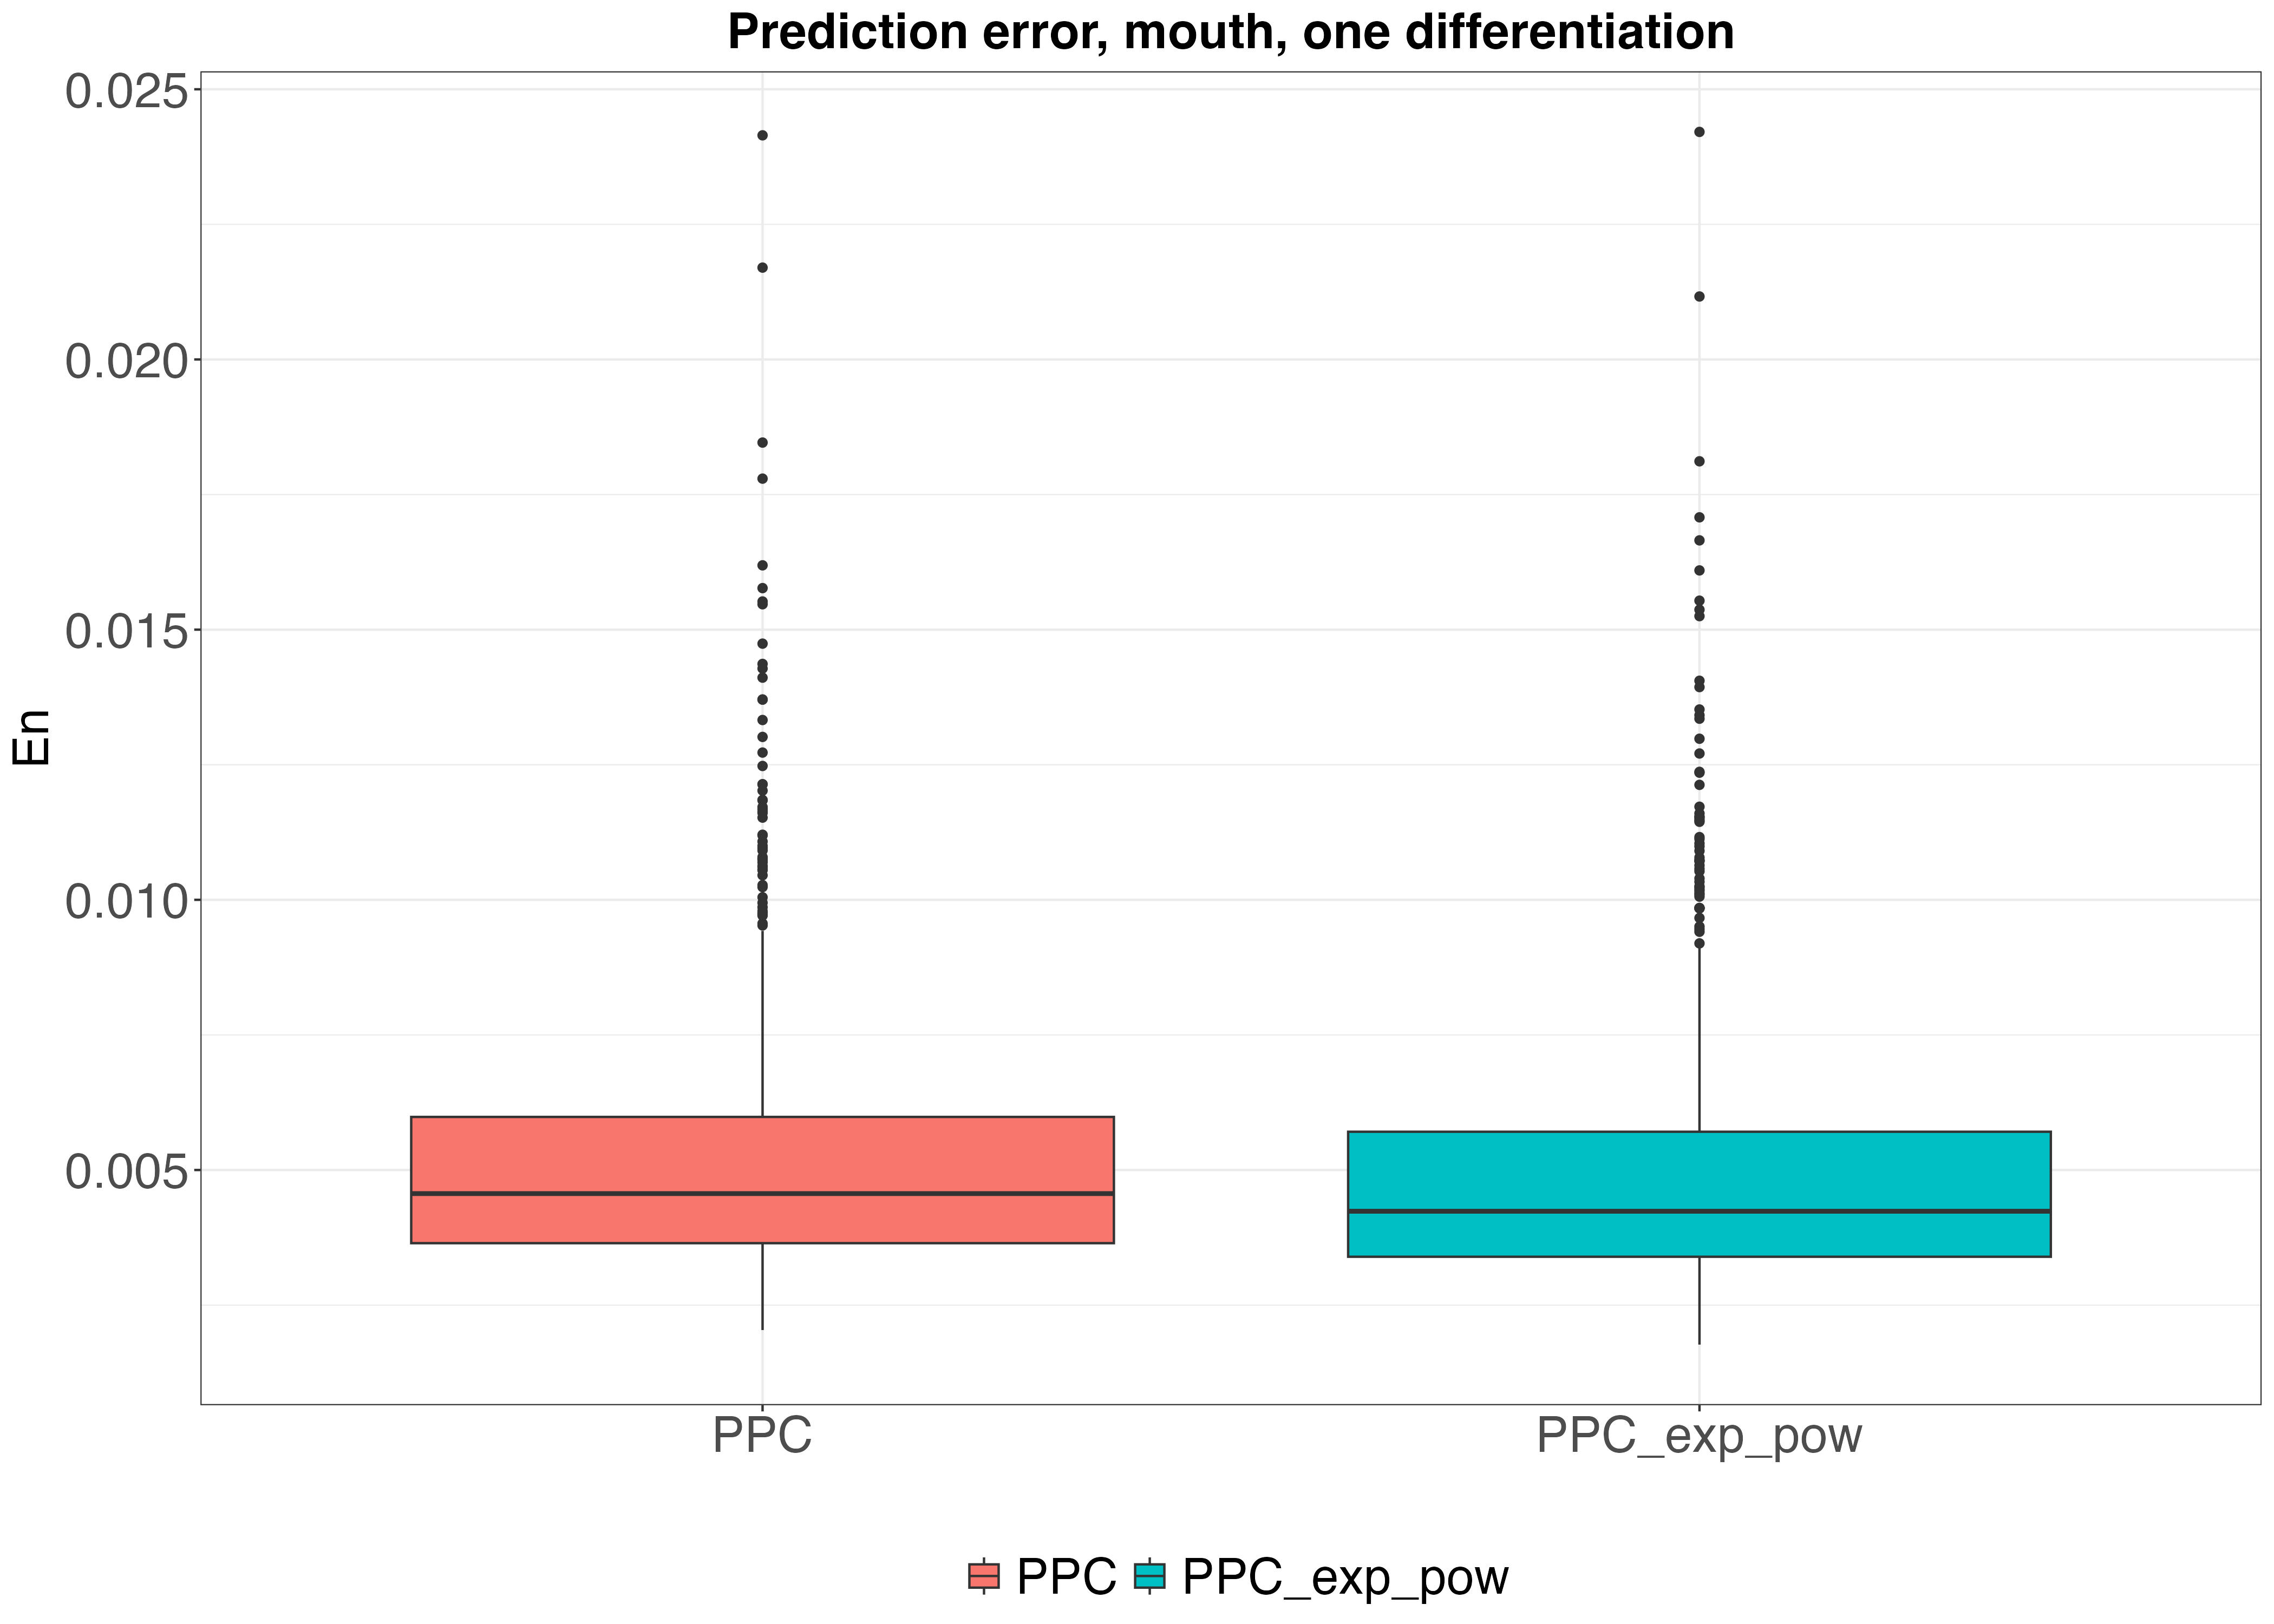 Prediction error, mouth, one differentiation
0.025
0.020
0.015
0.010
0.005
En
PPC
PPC_exp_pow
PPC PPC_exp_pow